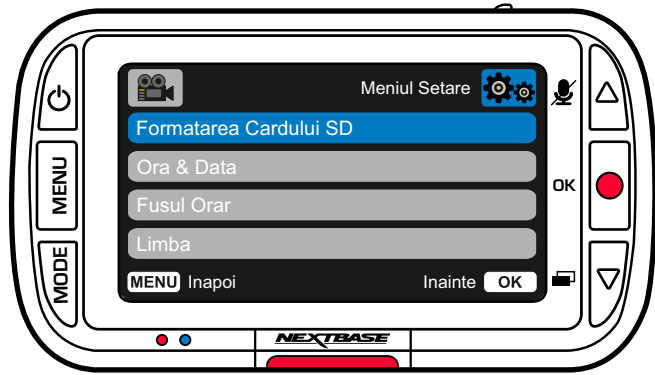 Meniul Setare
Formatarea Cardului SD
Ora & Data
Fusul Orar
Limba
MENU Inapoi Inainte OK
MENU
MODE
OK
NEXTBASE